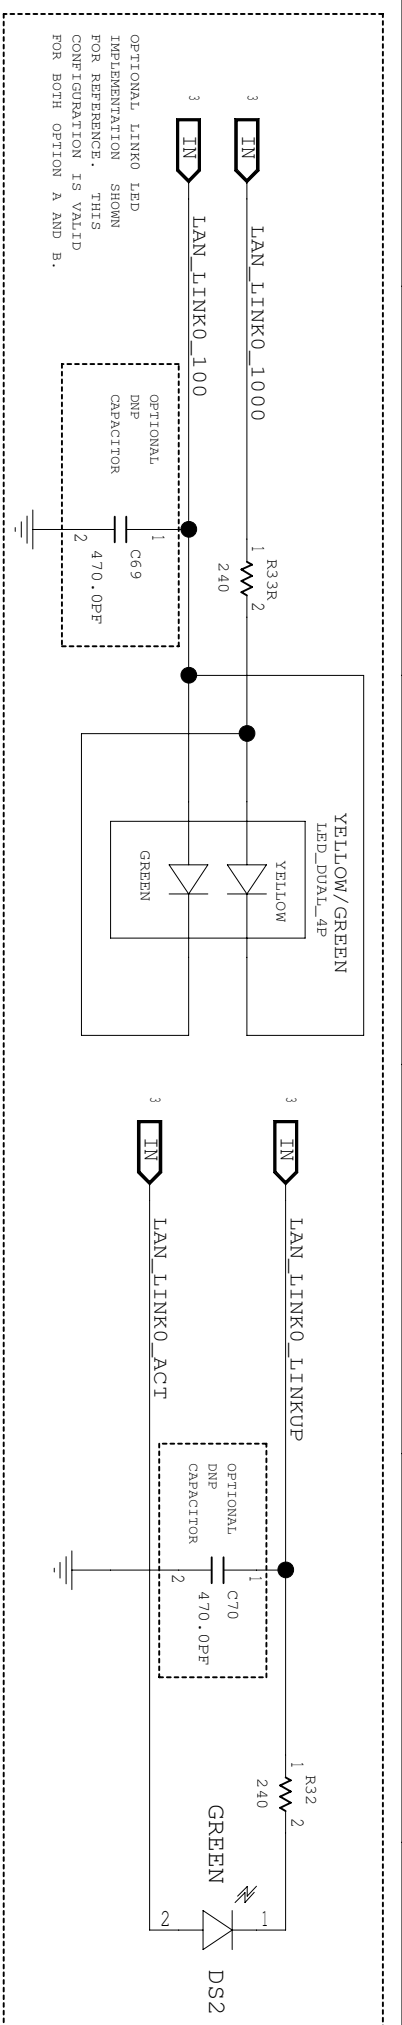 OPTIONAL LINK0 LED
IMPLEMENTATION SHOWN
FOR REFERENCE. THIS
CONFIGURATION IS VALID
FOR BOTH OPTION A AND B.
3
IN
LAN_LINK0_1000
3
IN
LAN_LINK0_100
OPTIONAL
DNP
CAPACITOR
1
C69
2
470.0PF
1
R33R
240
2
YELLOW/GREEN
LED_DUAL_4P
YELLOW
GREEN
3
IN
LAN_LINK0_LINKUP
3
IN
LAN_LINK0_ACT
OPTIONAL
DNP
CAPACITOR
1
C70
2
470.0PF
1
R32
240
2
GREEN
1
2
DS2